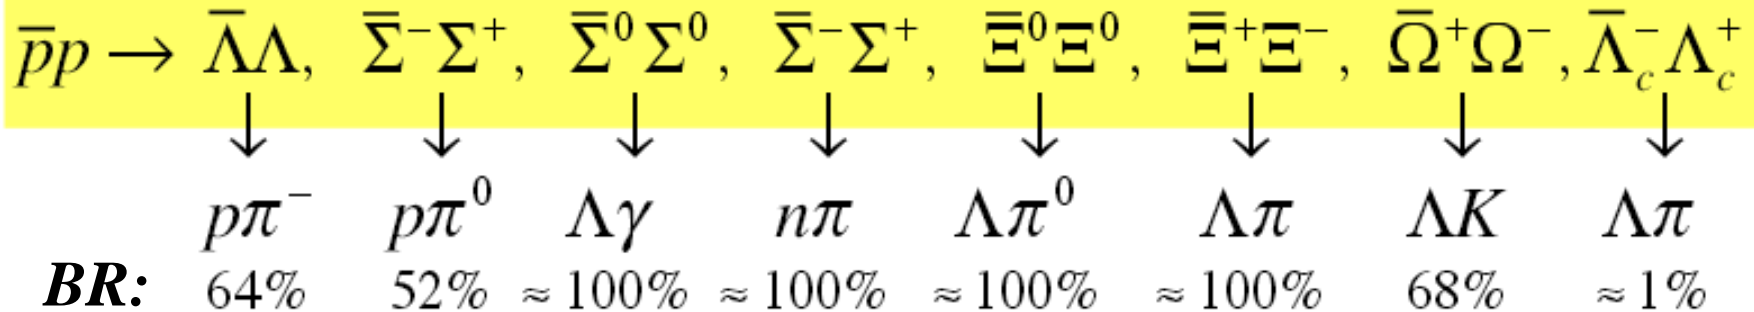 p̅p → Λ̅Λ, Σ̅⁻Σ⁺, Σ̅⁰Σ⁰, Σ̅⁻Σ⁺, Ξ̅⁰Ξ⁰, Ξ̅⁺Ξ⁻, Ω̅⁺Ω⁻, Λ̅c⁻Λc⁺
↓ ↓ ↓ ↓ ↓ ↓ ↓ ↓
pπ⁻ pπ⁰ Λγ nπ Λπ⁰ Λπ ΛK Λπ
BR: 64% 52% ≈100% ≈100% ≈100% ≈100% 68% ≈1%